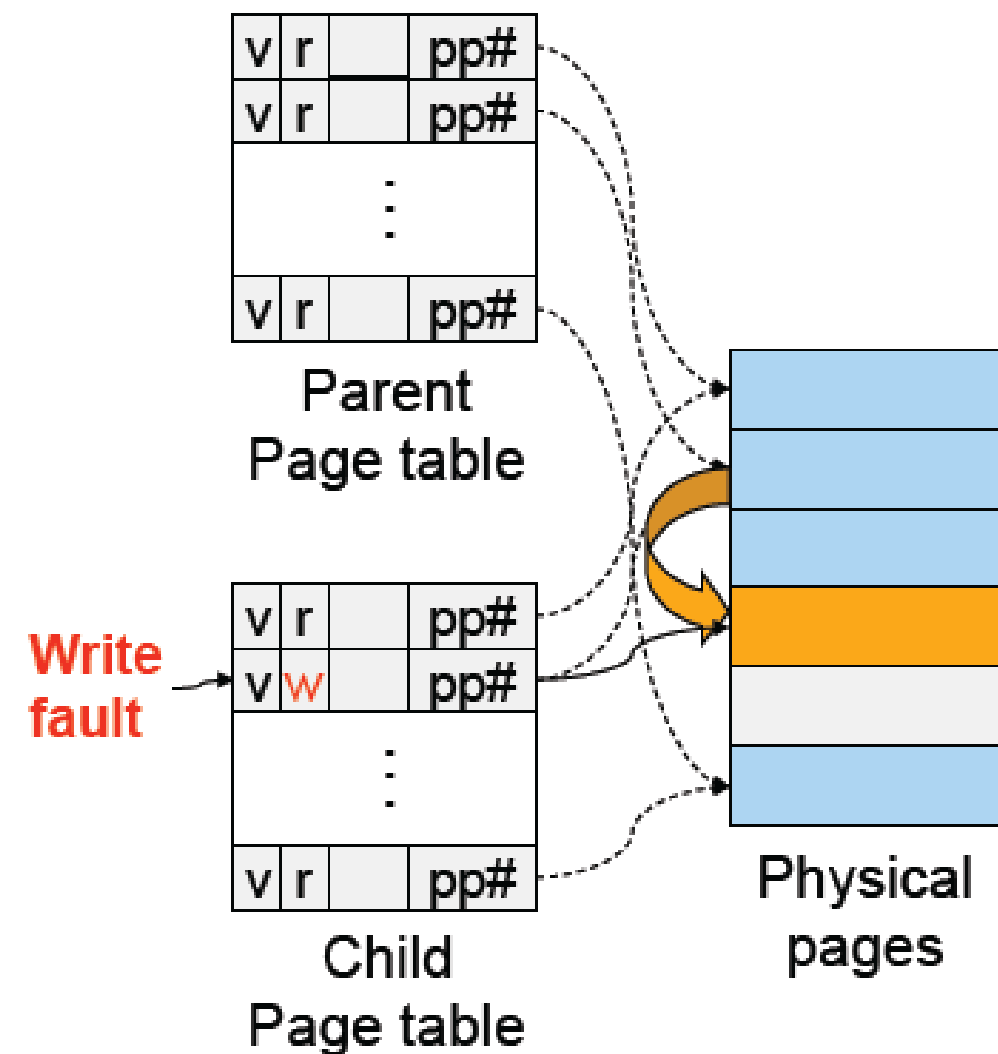 v r pp#
v r pp#
v r pp#
Parent
Page table
Write
fault
v r pp#
v w pp#
v r pp#
Child
Page table
Physical
pages